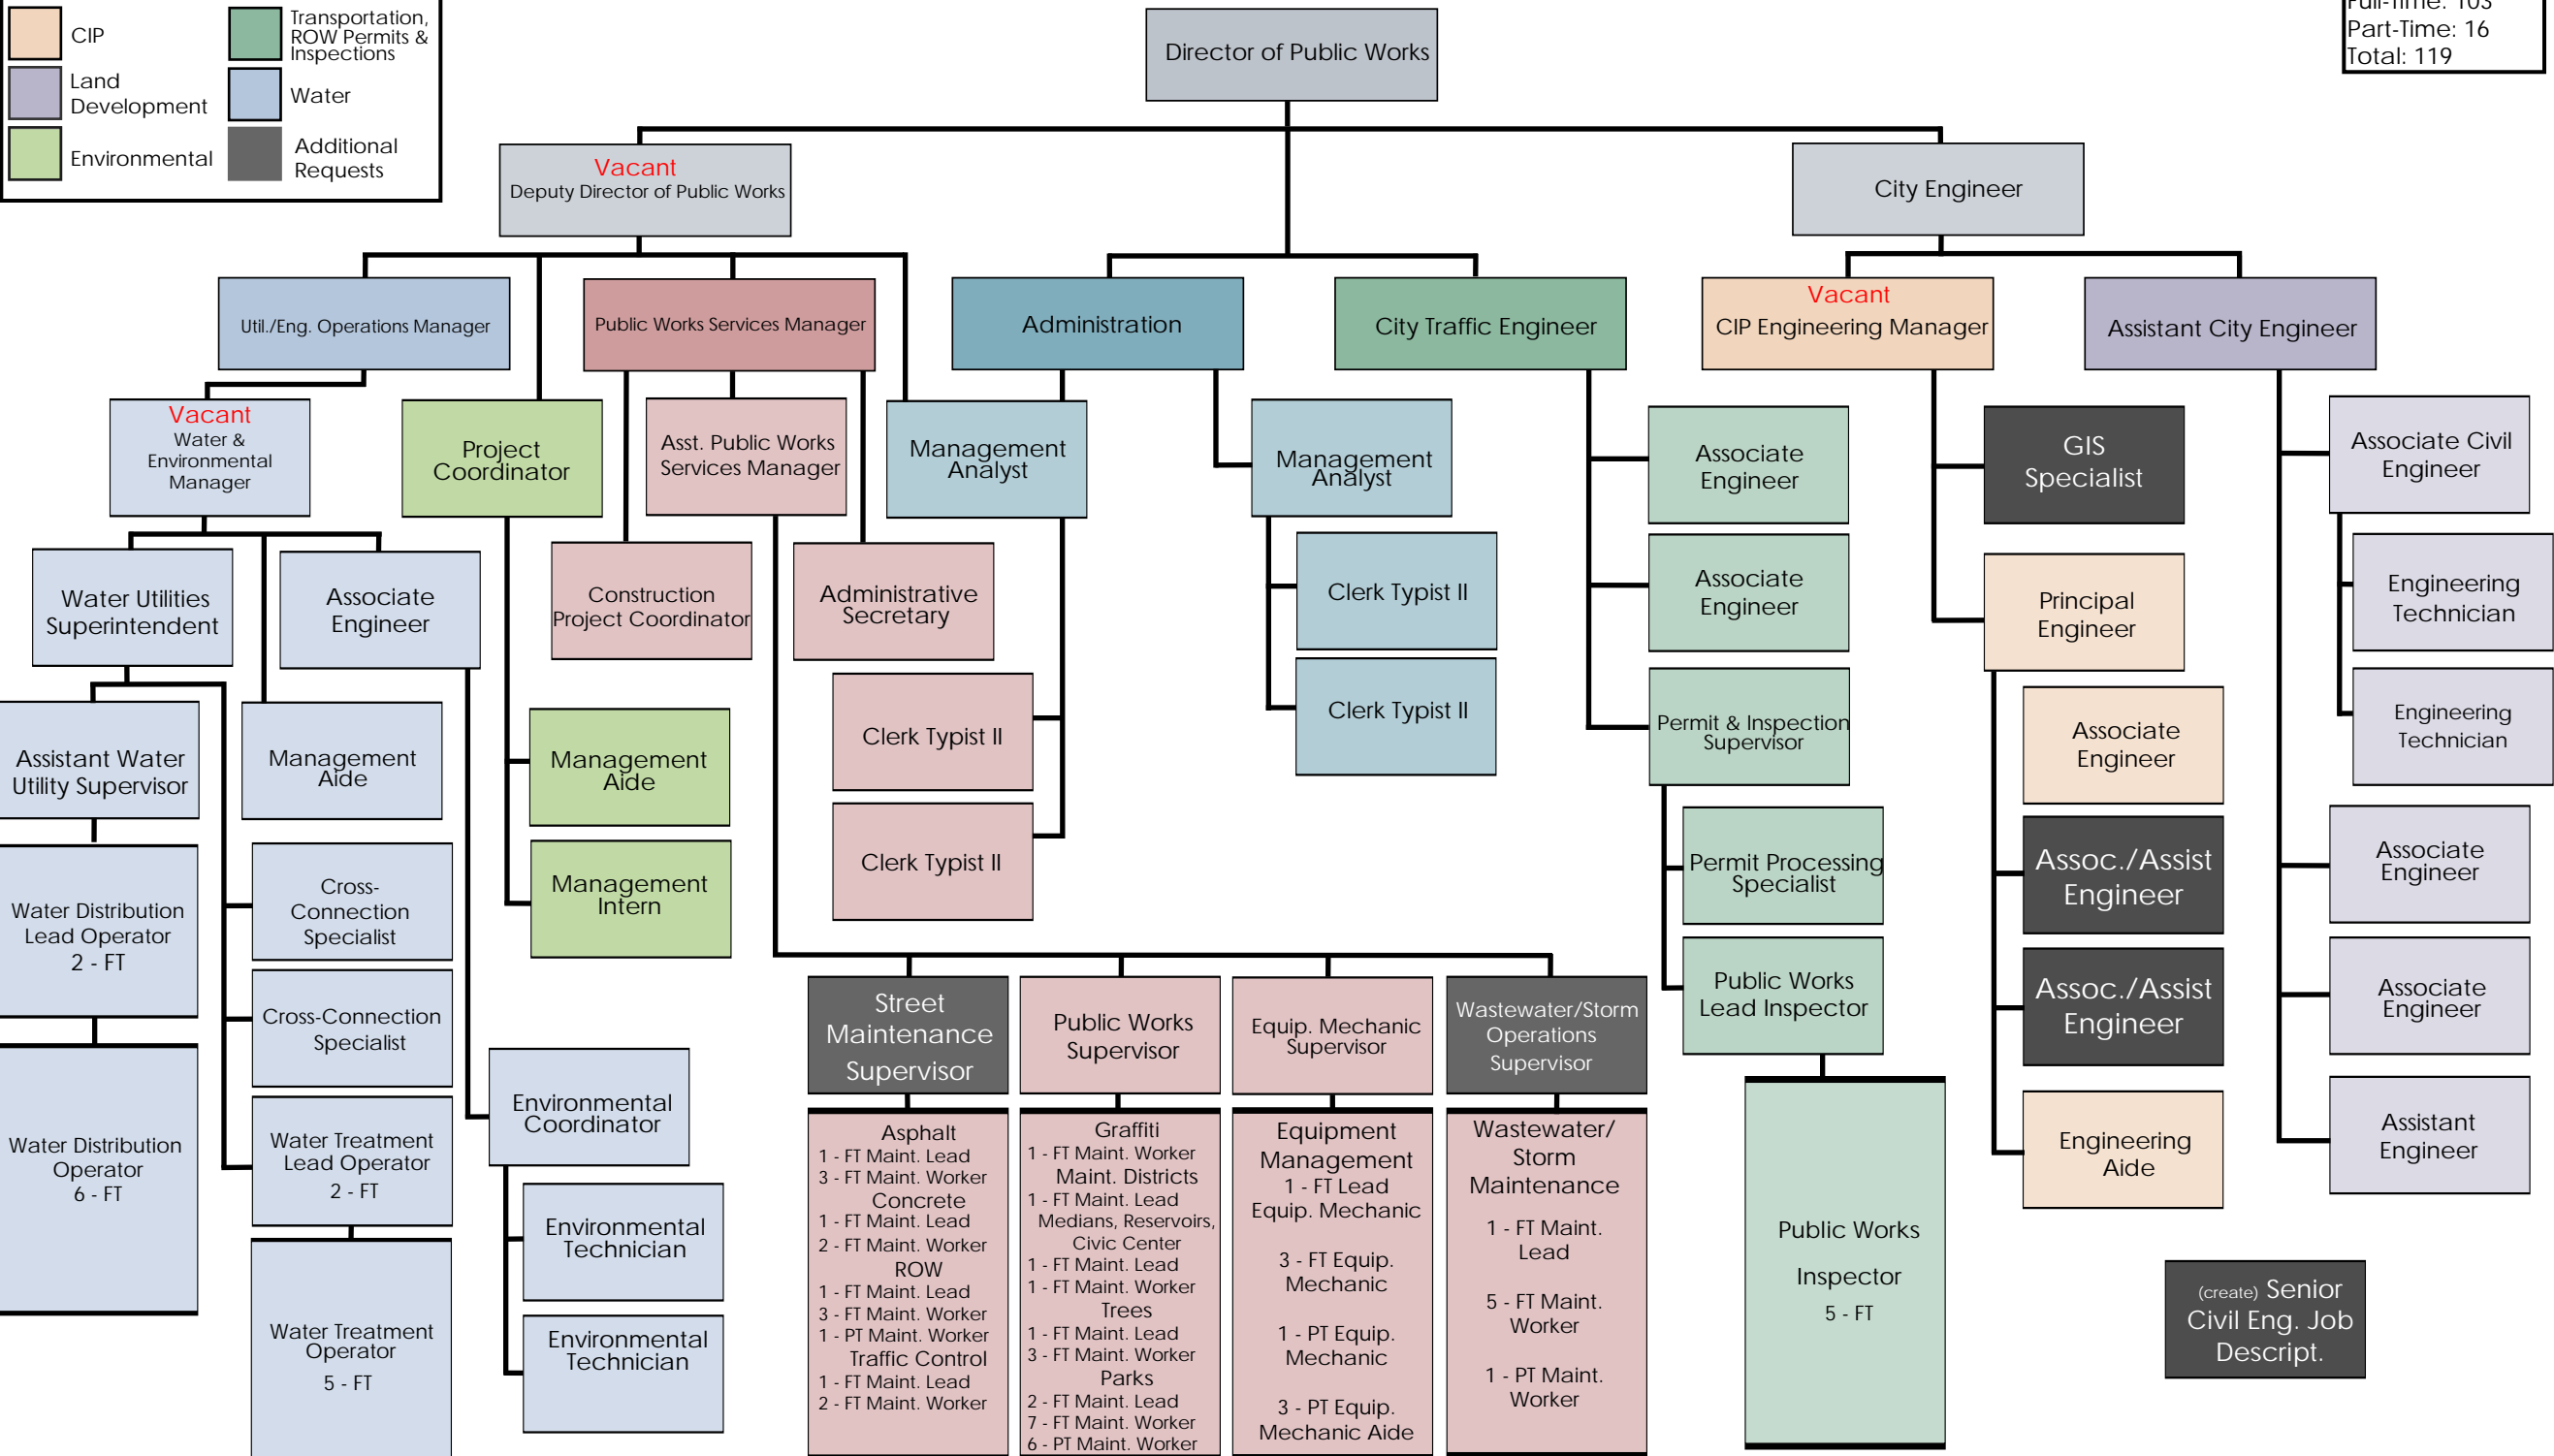 CIP
Land
Development
Environmental
Transportation,
ROW Permits &
Inspections
Water
Additional
Requests
Full-Time: 103
Part-Time: 16
Total: 119
Director of Public Works
Vacant
Deputy Director of Public Works
City Engineer
Util./Eng. Operations Manager
Public Works Services Manager
Administration
City Traffic Engineer
Vacant
CIP Engineering Manager
Assistant City Engineer
Vacant
Water &
Environmental
Manager
Project
Coordinator
Asst. Public Works
Services Manager
Management
Analyst
Management
Analyst
Associate
Engineer
GIS
Specialist
Associate Civil
Engineer
Water Utilities
Superintendent
Associate
Engineer
Construction
Project Coordinator
Administrative
Secretary
Clerk Typist II
Associate
Engineer
Principal
Engineer
Engineering
Technician
Assistant Water
Utility Supervisor
Management
Aide
Management
Aide
Clerk Typist II
Clerk Typist II
Permit & Inspection
Supervisor
Associate
Engineer
Engineering
Technician
Water Distribution
Lead Operator
2 - FT
Cross-
Connection
Specialist
Management
Intern
Clerk Typist II
Permit Processing
Specialist
Assoc./Assist
Engineer
Associate
Engineer
Cross-Connection
Specialist
Street
Maintenance
Supervisor
Public Works
Supervisor
Equip. Mechanic
Supervisor
Wastewater/Storm
Operations
Supervisor
Public Works
Lead Inspector
Assoc./Assist
Engineer
Associate
Engineer
Water Distribution
Operator
6 - FT
Water Treatment
Lead Operator
2 - FT
Environmental
Coordinator
Environmental
Technician
Environmental
Technician
Water Treatment
Operator
5 - FT
Asphalt
1 - FT Maint. Lead
3 - FT Maint. Worker
Concrete
1 - FT Maint. Lead
2 - FT Maint. Worker
ROW
1 - FT Maint. Lead
3 - FT Maint. Worker
1 - PT Maint. Worker
Traffic Control
1 - FT Maint. Lead
2 - FT Maint. Worker
Graffiti
1 - FT Maint. Worker
Maint. Districts
1 - FT Maint. Lead
Medians, Reservoirs,
Civic Center
1 - FT Maint. Lead
1 - FT Maint. Worker
Trees
1 - FT Maint. Lead
3 - FT Maint. Worker
Parks
2 - FT Maint. Lead
7 - FT Maint. Worker
6 - PT Maint. Worker
Equipment
Management
1 - FT Lead
Equip. Mechanic
3 - FT Equip.
Mechanic
1 - PT Equip.
Mechanic
3 - PT Equip.
Mechanic Aide
Wastewater/
Storm
Maintenance
1 - FT Maint.
Lead
5 - FT Maint.
Worker
1 - PT Maint.
Worker
Public Works
Inspector
5 - FT
Engineering
Aide
Assistant
Engineer
(create) Senior
Civil Eng. Job
Descript.